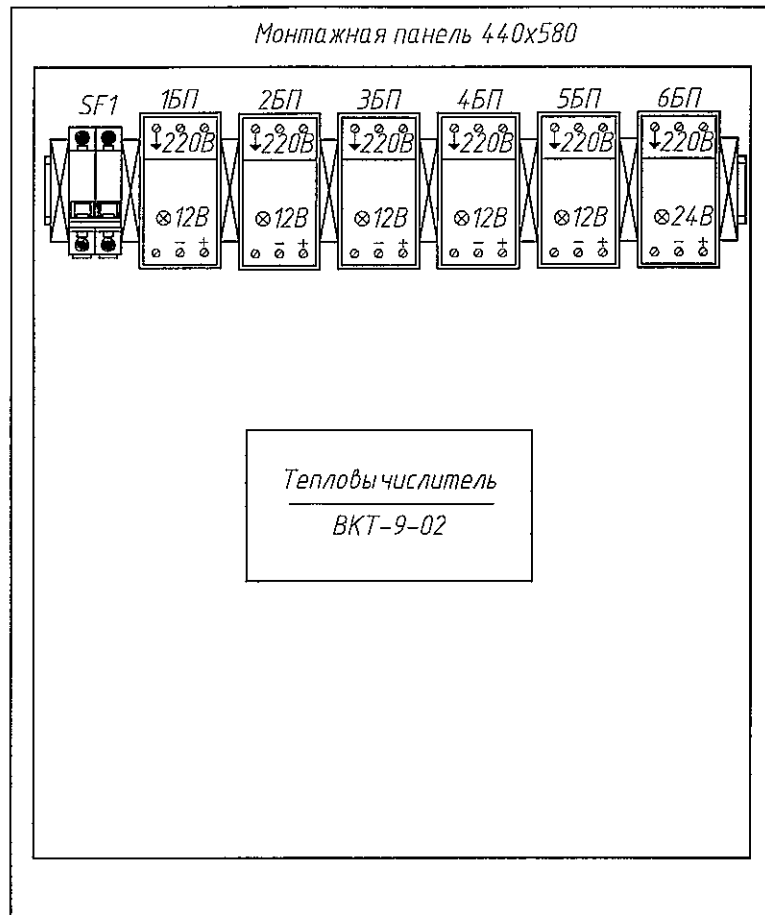 Монтажная панель 440х580
SF1 1БП 2БП 3БП 4БП 5БП 6БП
220В 220В 220В 220В 220В 220В
12В 12В 12В 12В 12В 24В
– + – + – + – + – + – +
Тепловычислитель
ВКТ-9-02